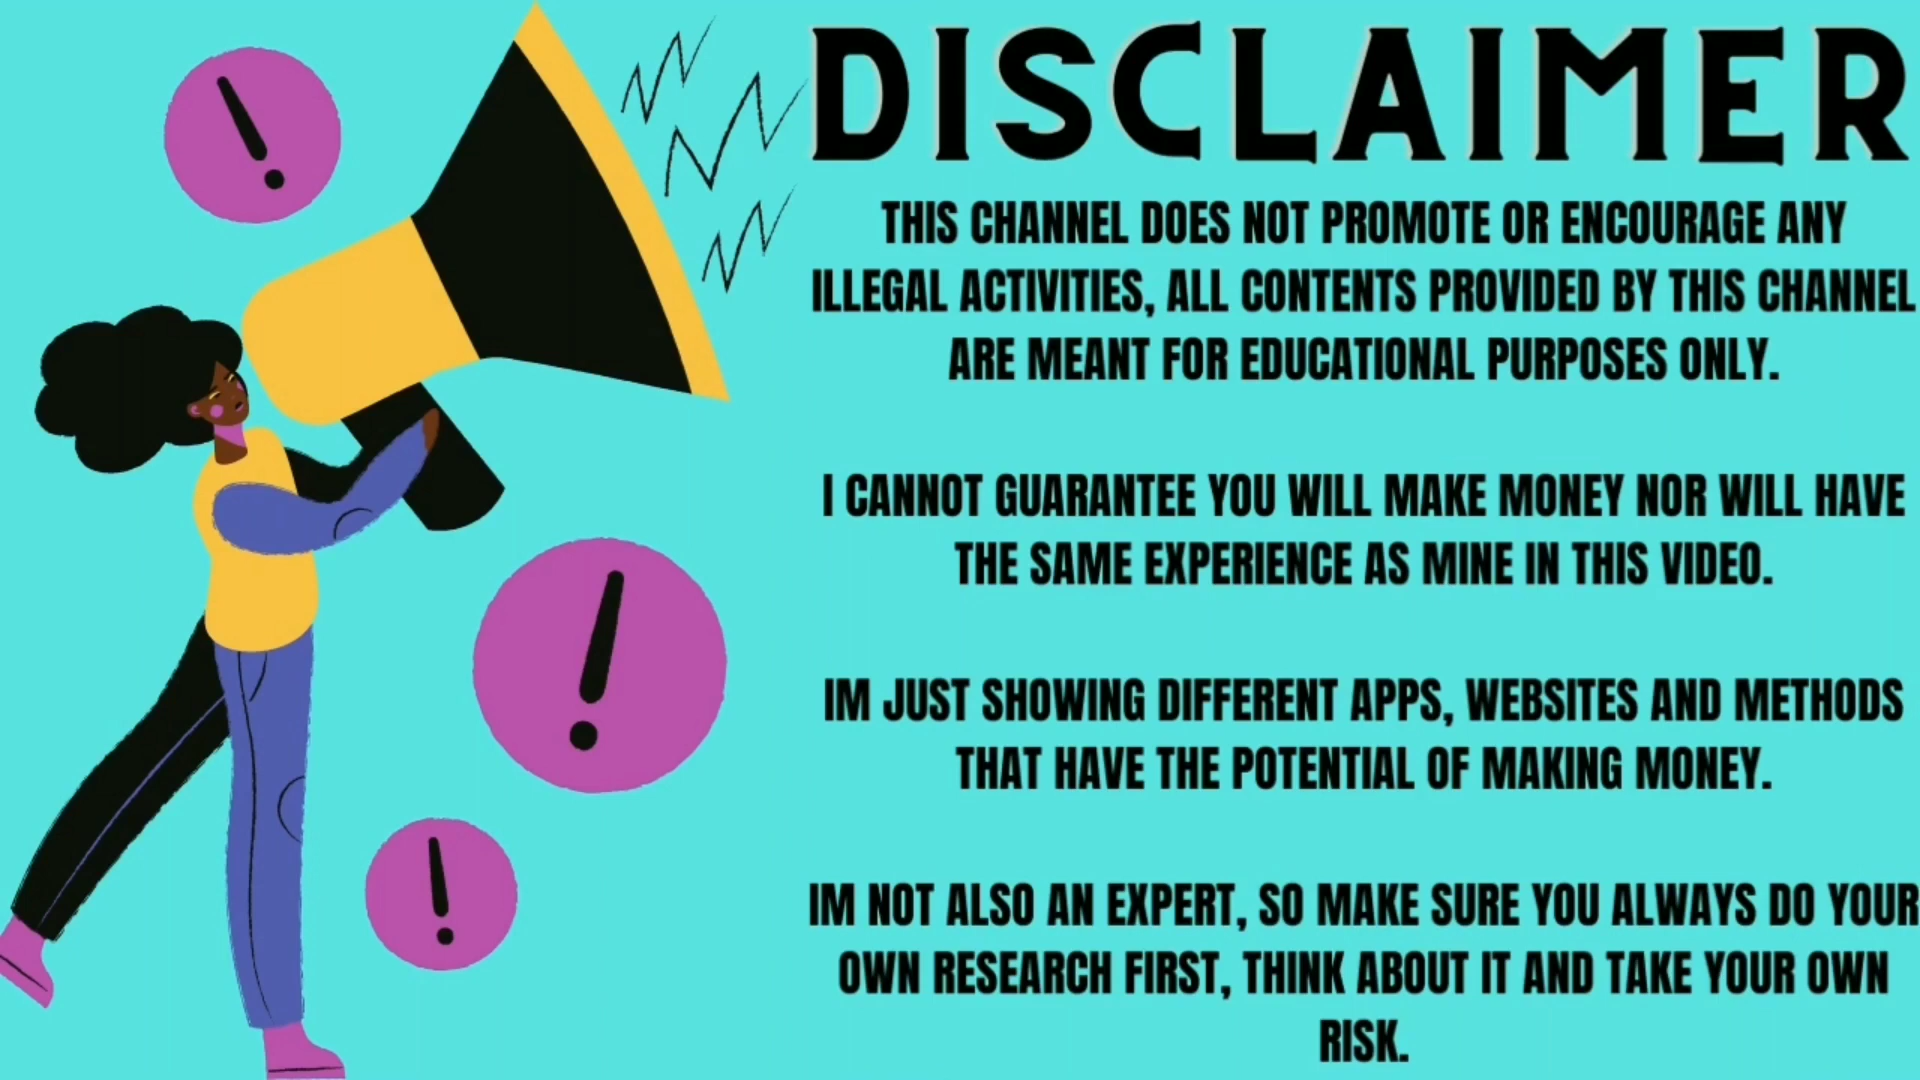 DISCLAIMER
THIS CHANNEL DOES NOT PROMOTE OR ENCOURAGE ANY
ILLEGAL ACTIVITIES, ALL CONTENTS PROVIDED BY THIS CHANNEL
ARE MEANT FOR EDUCATIONAL PURPOSES ONLY.
I CANNOT GUARANTEE YOU WILL MAKE MONEY NOR WILL HAVE
THE SAME EXPERIENCE AS MINE IN THIS VIDEO.
IM JUST SHOWING DIFFERENT APPS, WEBSITES AND METHODS
THAT HAVE THE POTENTIAL OF MAKING MONEY.
IM NOT ALSO AN EXPERT, SO MAKE SURE YOU ALWAYS DO YOUR
OWN RESEARCH FIRST, THINK ABOUT IT AND TAKE YOUR OWN
RISK.